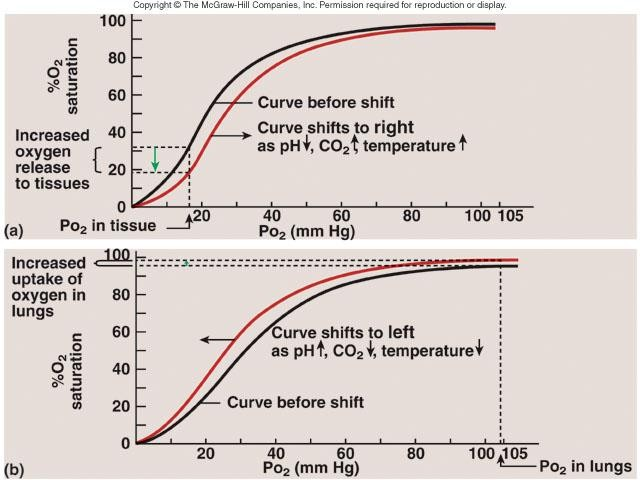 Copyright © The McGraw-Hill Companies, Inc. Permission required for reproduction or display.
100
80
60
40
20
0
%O2
saturation
Curve before shift
Curve shifts to right
as pH↓, CO2↑, temperature↑
Increased
oxygen
release
to tissues
20 40 60 80 100 105
(a)
Po2 in tissue
Po2 (mm Hg)
Increased
uptake of
oxygen in
lungs
100
80
60
40
20
0
%O2
saturation
Curve shifts to left
as pH↑, CO2↓, temperature↓
Curve before shift
20 40 60 80 100 105
(b)
Po2 (mm Hg)
Po2 in lungs